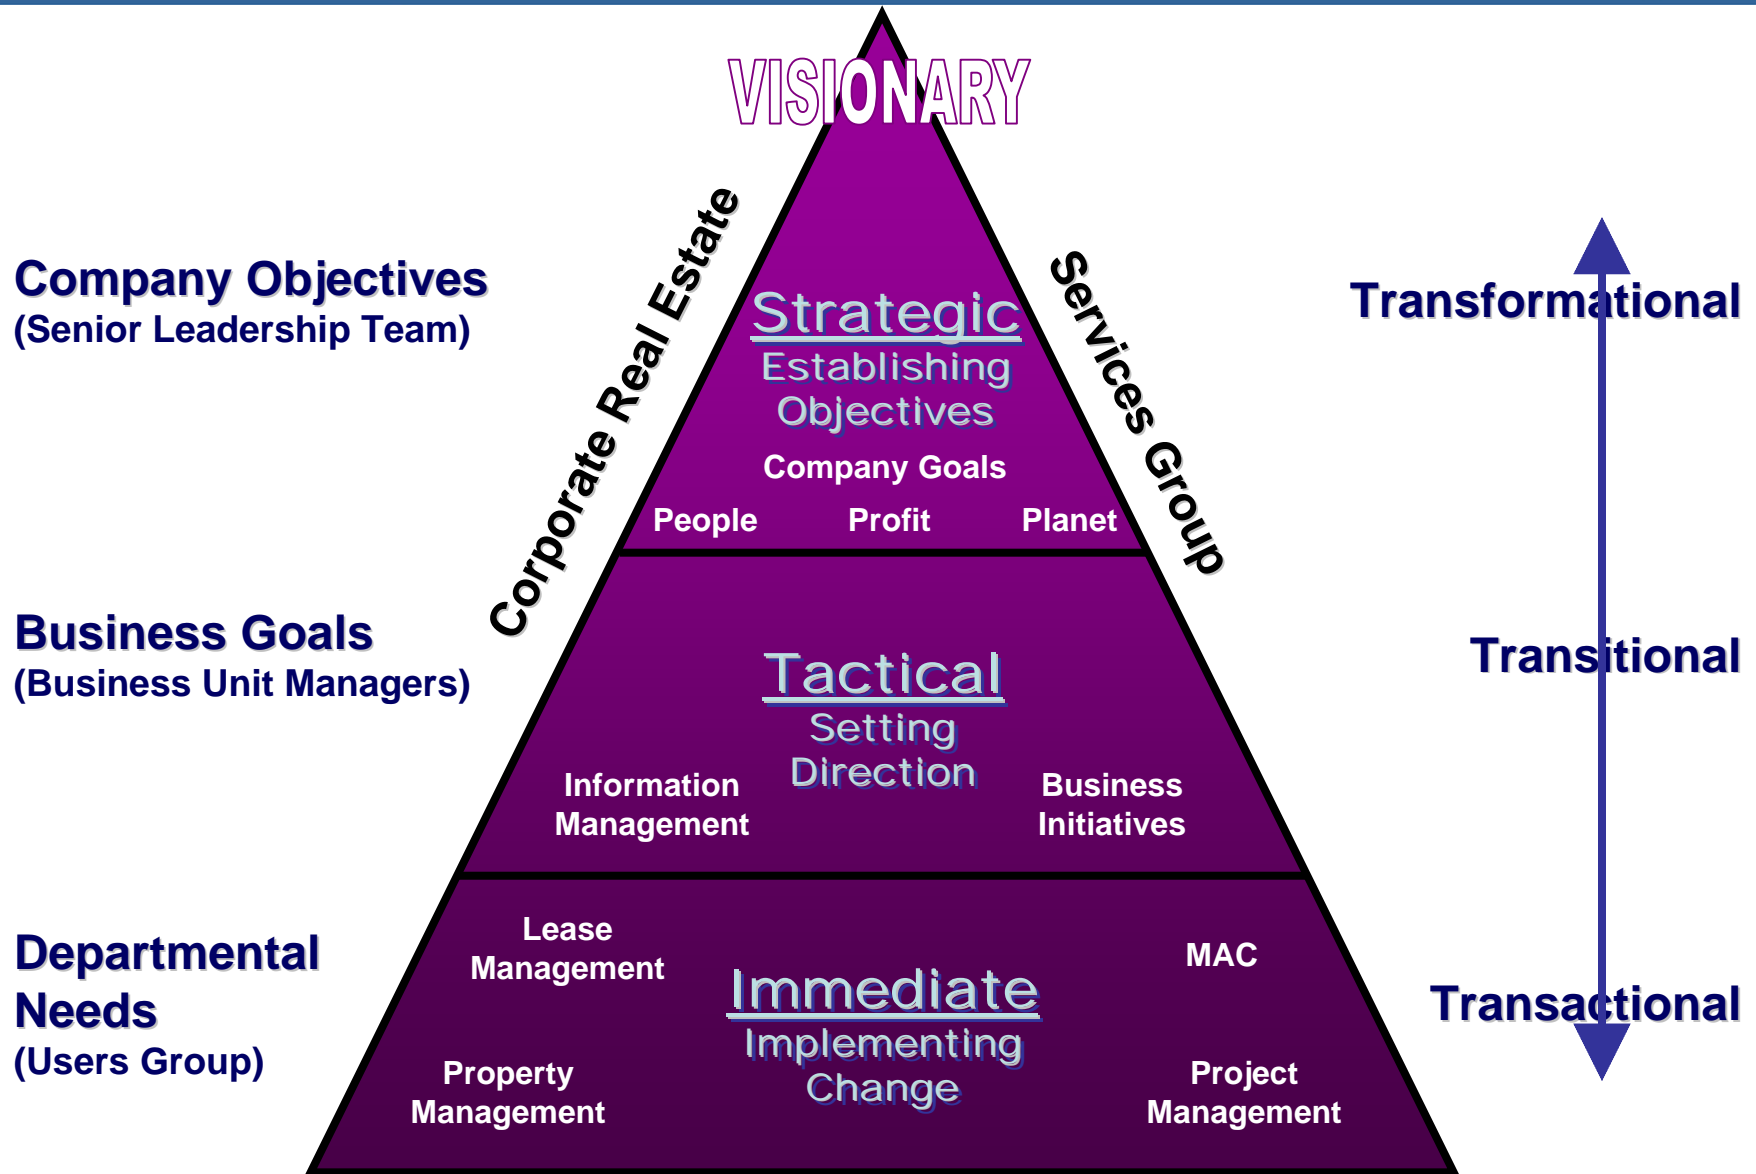 VISIONARY
Corporate Real Estate
Services Group
Company Objectives
(Senior Leadership Team)
Strategic
Establishing
Objectives
Company Goals
People Profit Planet
Transformational
Business Goals
(Business Unit Managers)
Tactical
Setting
Direction
Information
Management
Business
Initiatives
Transitional
Departmental
Needs
(Users Group)
Lease
Management
MAC
Immediate
Implementing
Change
Property
Management
Project
Management
Transactional